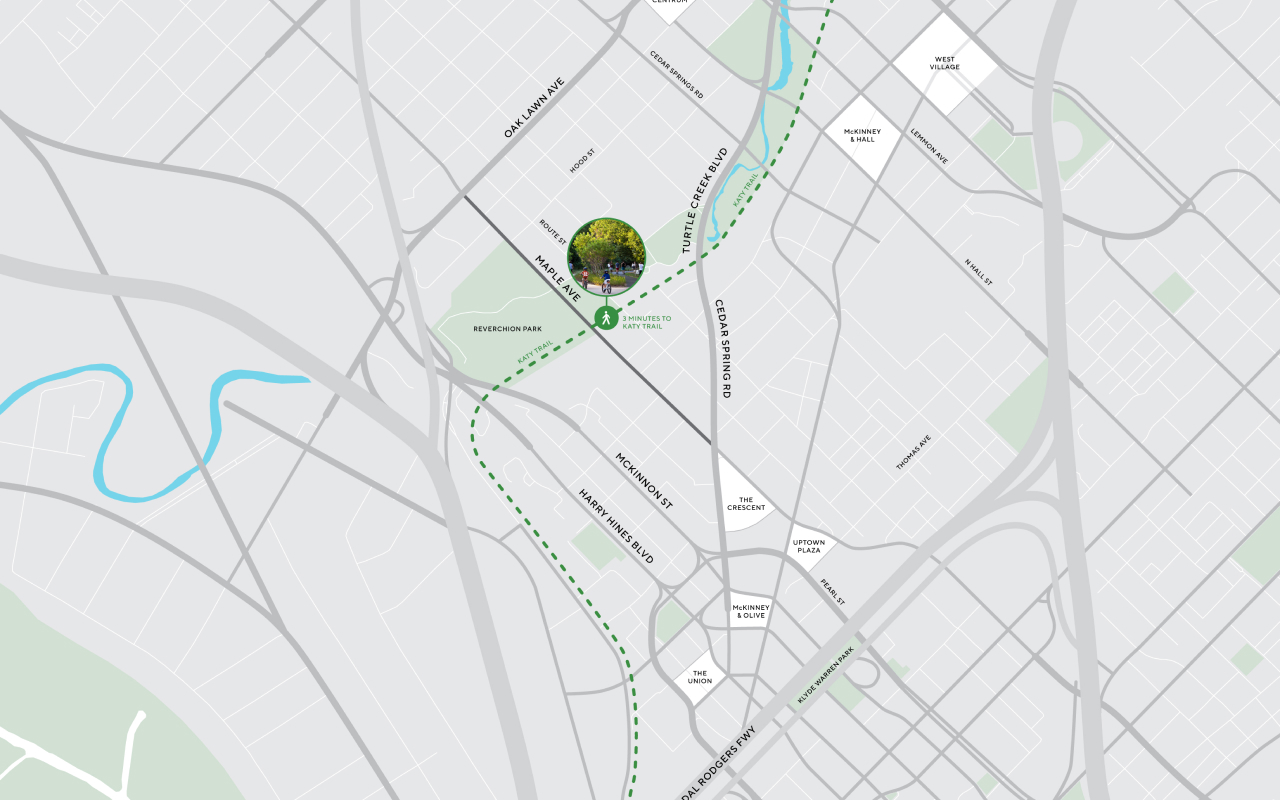 CENTRUM
WEST
VILLAGE
CEDAR SPRINGS RD
OAK LAWN AVE
McKINNEY
& HALL
LEMMON AVE
HOOD ST
TURTLE CREEK BLVD
KATY TRAIL
ROUTE ST
MAPLE AVE
N HALL ST
3 MINUTES TO
KATY TRAIL
REVERCHION PARK
KATY TRAIL
CEDAR SPRING RD
THOMAS AVE
MCKINNON ST
THE
CRESCENT
HARRY HINES BLVD
UPTOWN
PLAZA
PEARL ST
McKINNEY
& OLIVE
THE
UNION
KLYDE WARREN PARK
DAL RODGERS FWY